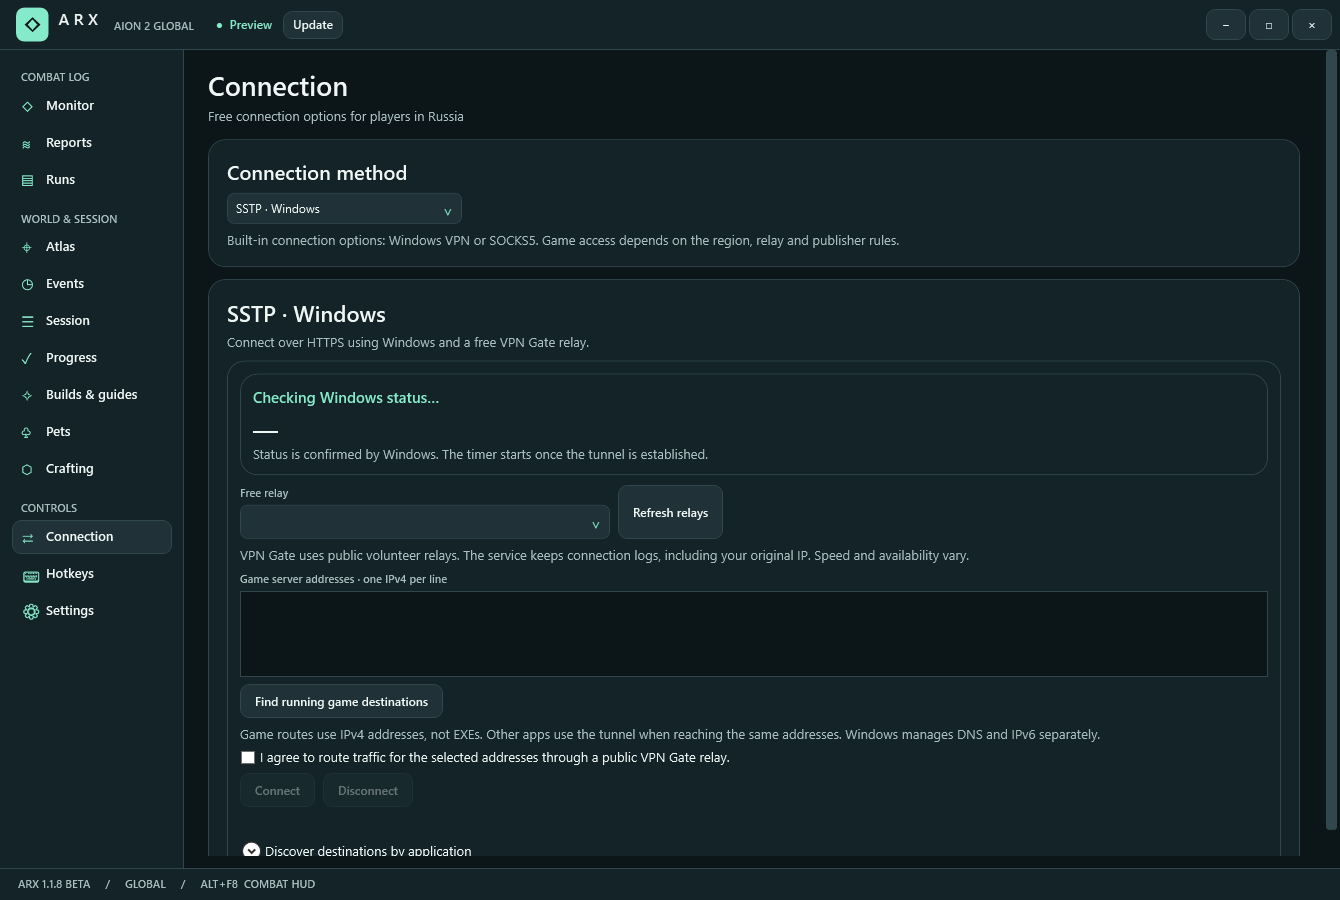 ARX
AION 2 GLOBAL
Preview
Update
COMBAT LOG
Monitor
Reports
Runs
WORLD & SESSION
Atlas
Events
Session
Progress
Builds & guides
Pets
Crafting
CONTROLS
Connection
Hotkeys
Settings
Connection
Free connection options for players in Russia
Connection method
SSTP · Windows
Built-in connection options: Windows VPN or SOCKS5. Game access depends on the region, relay and publisher rules.
SSTP · Windows
Connect over HTTPS using Windows and a free VPN Gate relay.
Checking Windows status...
—
Status is confirmed by Windows. The timer starts once the tunnel is established.
Free relay
Refresh relays
VPN Gate uses public volunteer relays. The service keeps connection logs, including your original IP. Speed and availability vary.
Game server addresses · one IPv4 per line
Find running game destinations
Game routes use IPv4 addresses, not EXEs. Other apps use the tunnel when reaching the same addresses. Windows manages DNS and IPv6 separately.
I agree to route traffic for the selected addresses through a public VPN Gate relay.
Connect Disconnect
Discover destinations by application
ARX 1.1.8 BETA / GLOBAL / ALT+F8 COMBAT HUD